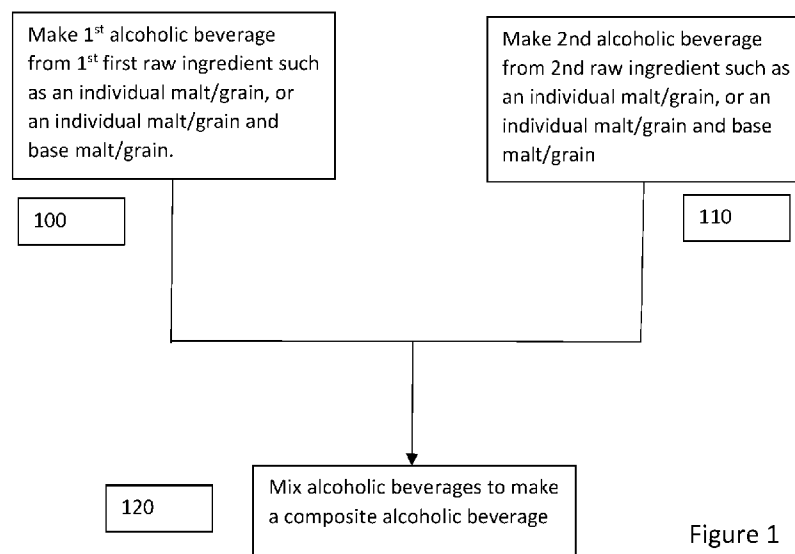 Make 1st alcoholic beverage
from 1st first raw ingredient such
as an individual malt/grain, or
an individual malt/grain and
base malt/grain.
Make 2nd alcoholic beverage
from 2nd raw ingredient such as
an individual malt/grain, or an
individual malt/grain and base
malt/grain
100
110
120
Mix alcoholic beverages to make
a composite alcoholic beverage
Figure 1